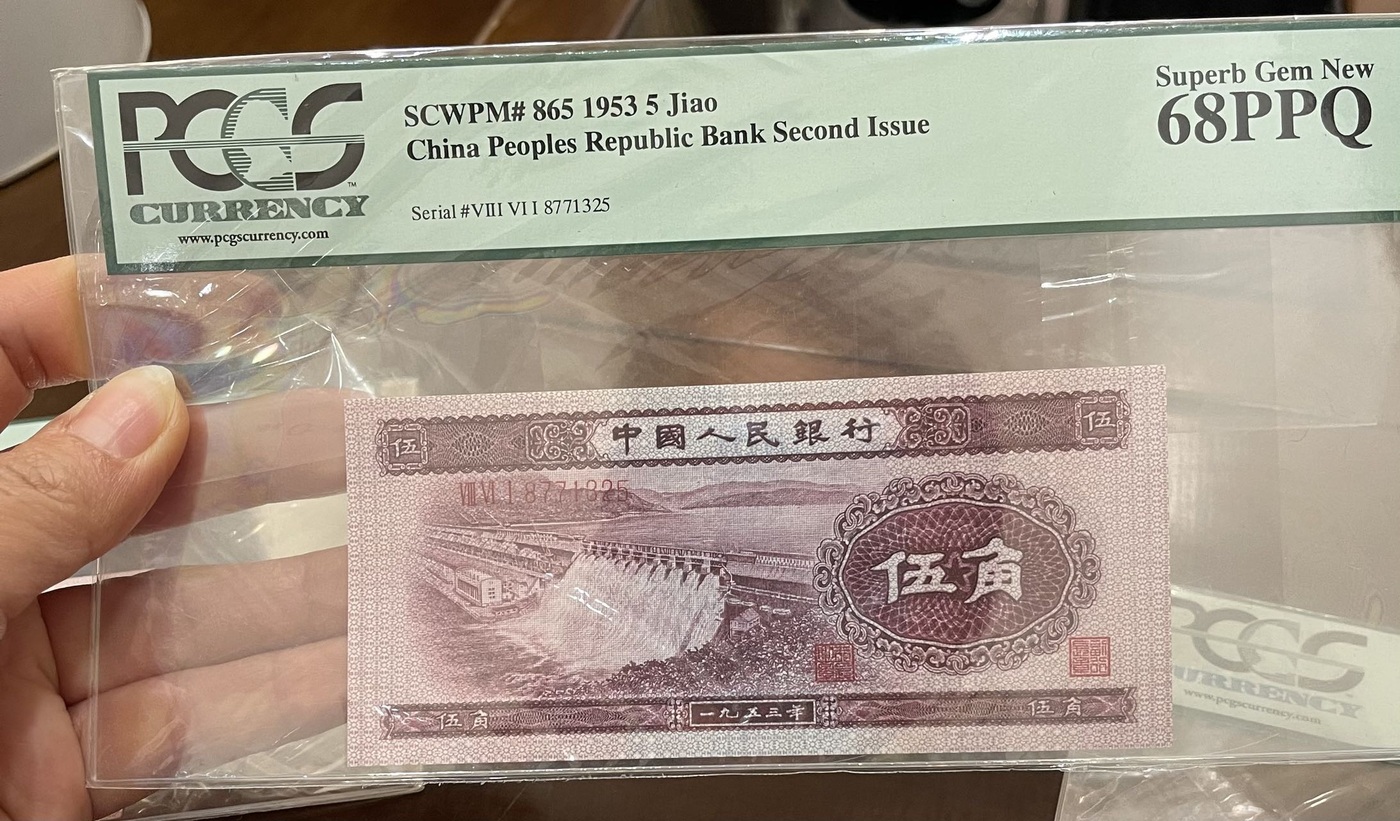 PCGS
CURRENCY
www.pcgscurrency.com
SCWPM# 865 1953 5 Jiao
China Peoples Republic Bank Second Issue
Serial #VIII VI I 8771325
Superb Gem New
68PPQ
伍
中國人民銀行
伍
VIII VI I 8771325
伍角
伍角
一九五三年
伍角
PCGS
CURRENCY
www.pcgscurrency.com